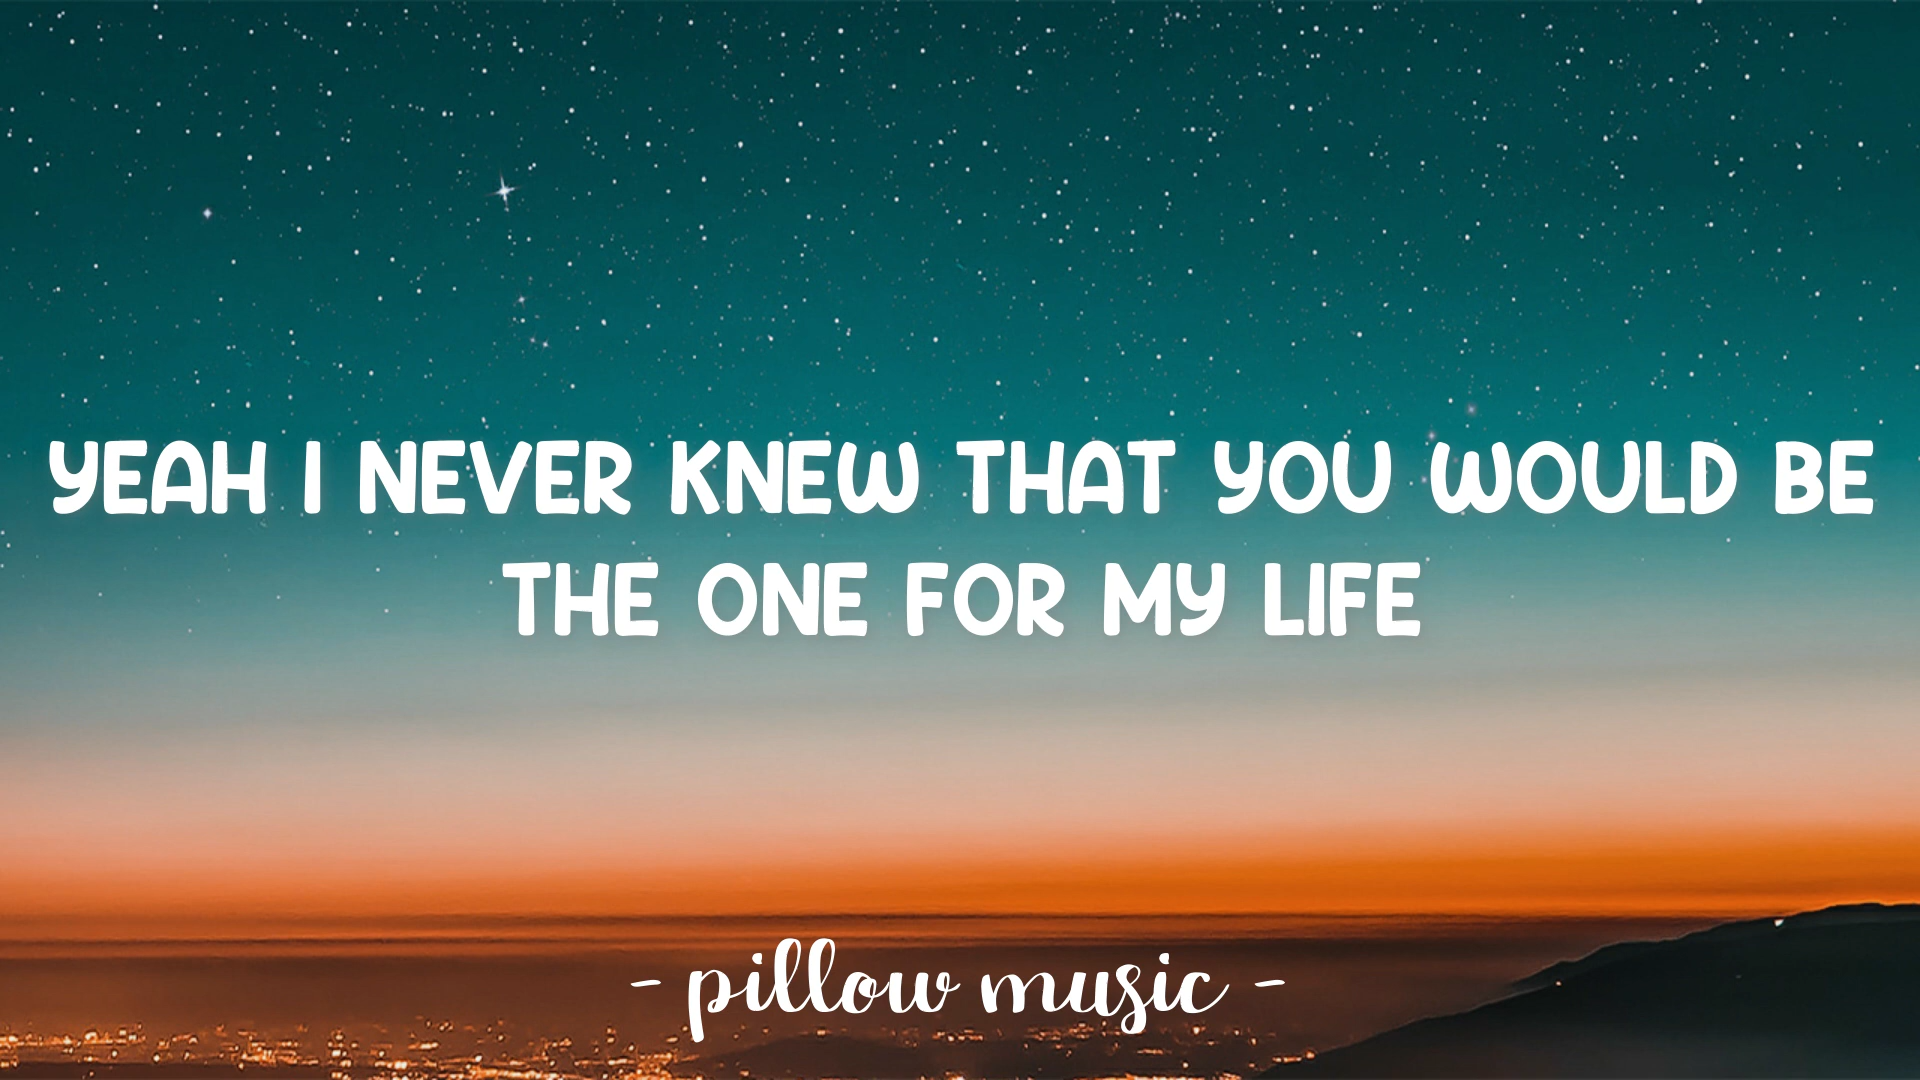 YEAH I NEVER KNEW THAT YOU WOULD BE
THE ONE FOR MY LIFE
- pillow music -